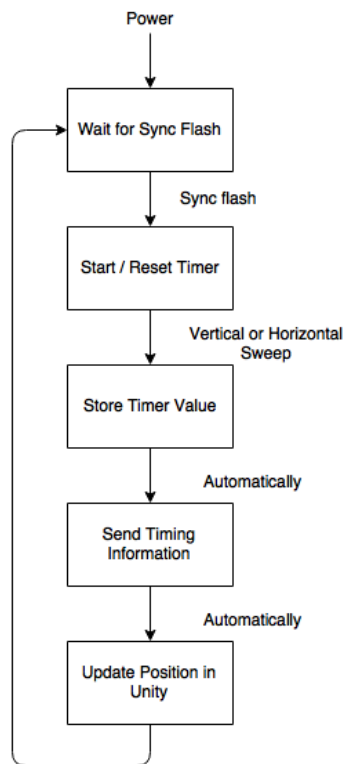 Power
Wait for Sync Flash
Sync flash
Start / Reset Timer
Vertical or Horizontal
Sweep
Store Timer Value
Automatically
Send Timing
Information
Automatically
Update Position in
Unity